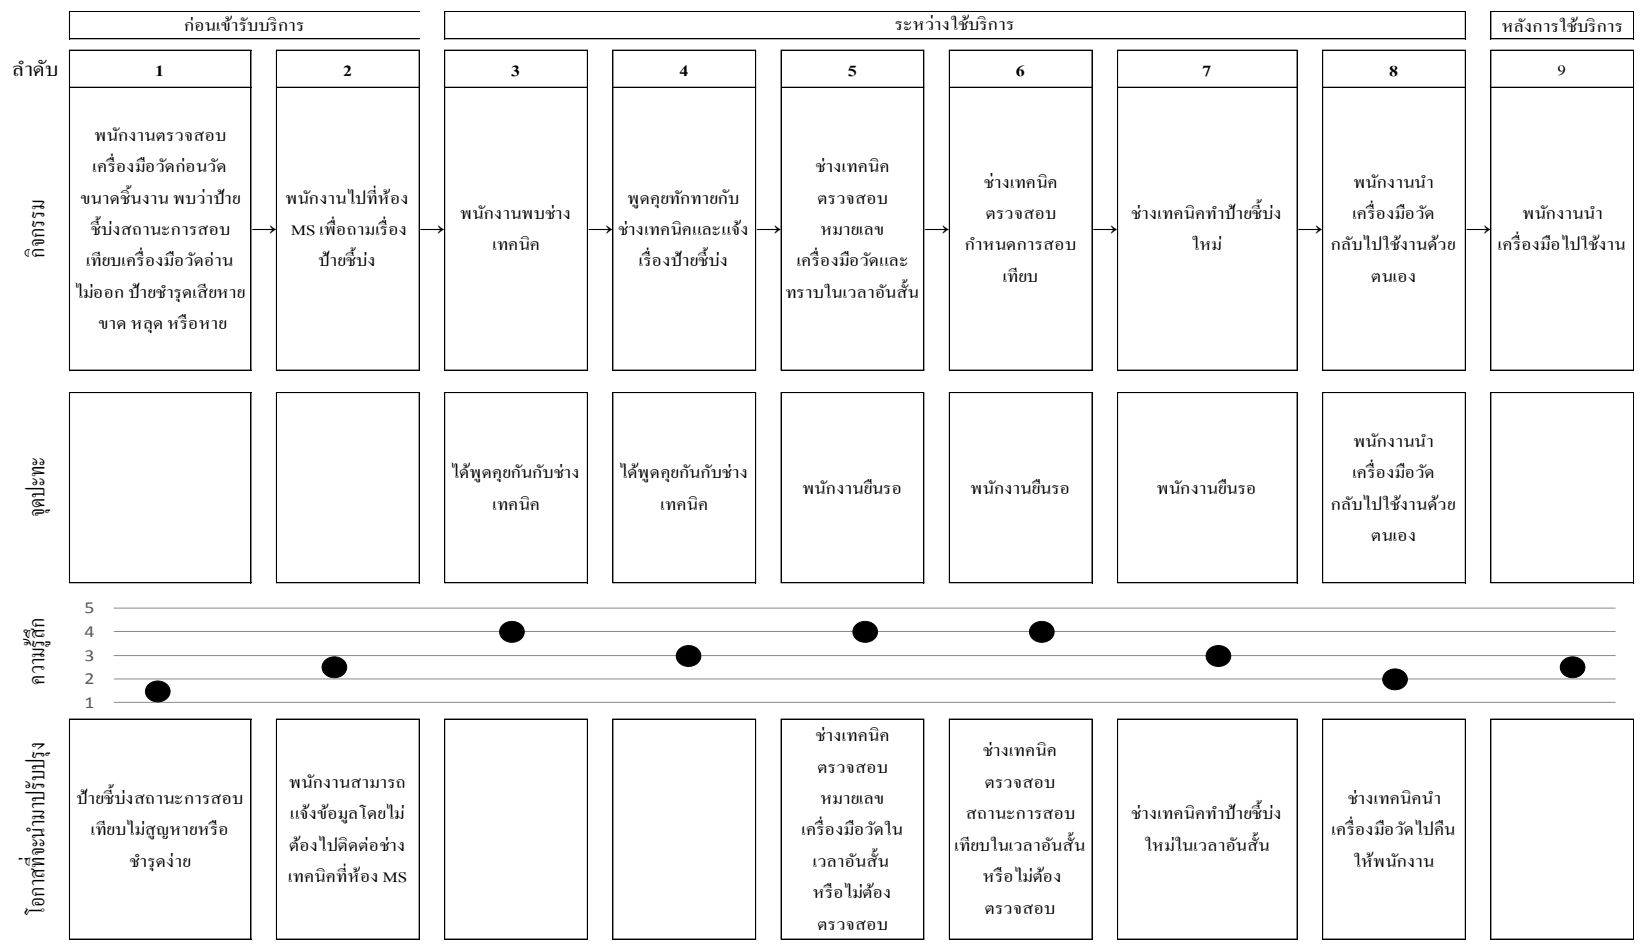 ก่อนเข้ารับบริการ
ระหว่างใช้บริการ
หลังการใช้บริการ
ลำดับ
1
2
3
4
5
6
7
8
9
กิจกรรม
พนักงานตรวจสอบ
เครื่องมือวัดก่อนวัด
ขนาดชิ้นงาน พบว่าป้าย
ชี้บ่งสถานะการสอบ
เทียบเครื่องมือวัดอ่าน
ไม่ออก ป้ายชำรุดเสียหาย
ขาด หลุด หรือหาย
พนักงานไปที่ห้อง
MS เพื่อถามเรื่อง
ป้ายชี้บ่ง
พนักงานพบช่าง
เทคนิค
พูดคุยทักทายกับ
ช่างเทคนิคและแจ้ง
เรื่องป้ายชี้บ่ง
ช่างเทคนิค
ตรวจสอบ
หมายเลข
เครื่องมือวัดและ
ทราบในเวลาอันสั้น
ช่างเทคนิค
ตรวจสอบ
กำหนดการสอบ
เทียบ
ช่างเทคนิคทำป้ายชี้บ่ง
ใหม่
พนักงานนำ
เครื่องมือวัด
กลับไปใช้งานด้วย
ตนเอง
พนักงานนำ
เครื่องมือไปใช้งาน
จุดปะทะ
ได้พูดคุยกันกับช่าง
เทคนิค
ได้พูดคุยกันกับช่าง
เทคนิค
พนักงานยืนรอ
พนักงานยืนรอ
พนักงานยืนรอ
พนักงานนำ
เครื่องมือวัด
กลับไปใช้งานด้วย
ตนเอง
ความรู้สึก
5
4
3
2
1
โอกาสที่จะนำมาปรับปรุง
ป้ายชี้บ่งสถานะการสอบ
เทียบไม่สูญหายหรือ
ชำรุดง่าย
พนักงานสามารถ
แจ้งข้อมูลโดยไม่
ต้องไปติดต่อช่าง
เทคนิคที่ห้อง MS
ช่างเทคนิค
ตรวจสอบ
หมายเลข
เครื่องมือวัดใน
เวลาอันสั้น
หรือไม่ต้อง
ตรวจสอบ
ช่างเทคนิค
ตรวจสอบ
สถานะการสอบ
เทียบในเวลาอันสั้น
หรือไม่ต้อง
ตรวจสอบ
ช่างเทคนิคทำป้ายชี้บ่ง
ใหม่ในเวลาอันสั้น
ช่างเทคนิคนำ
เครื่องมือวัดไปคืน
ให้พนักงาน